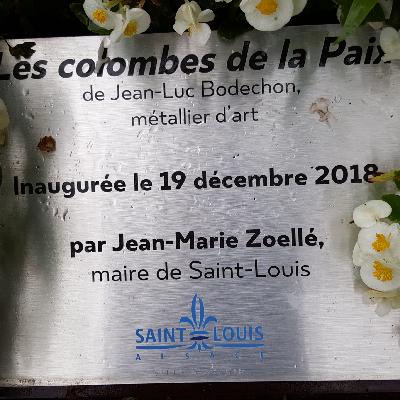 Les colombes de la Paix
de Jean-Luc Bodechon,
métallier d'art
Inaugurée le 19 décembre 2018
par Jean-Marie Zoellé,
maire de Saint-Louis
SAINT LOUIS
ALSACE